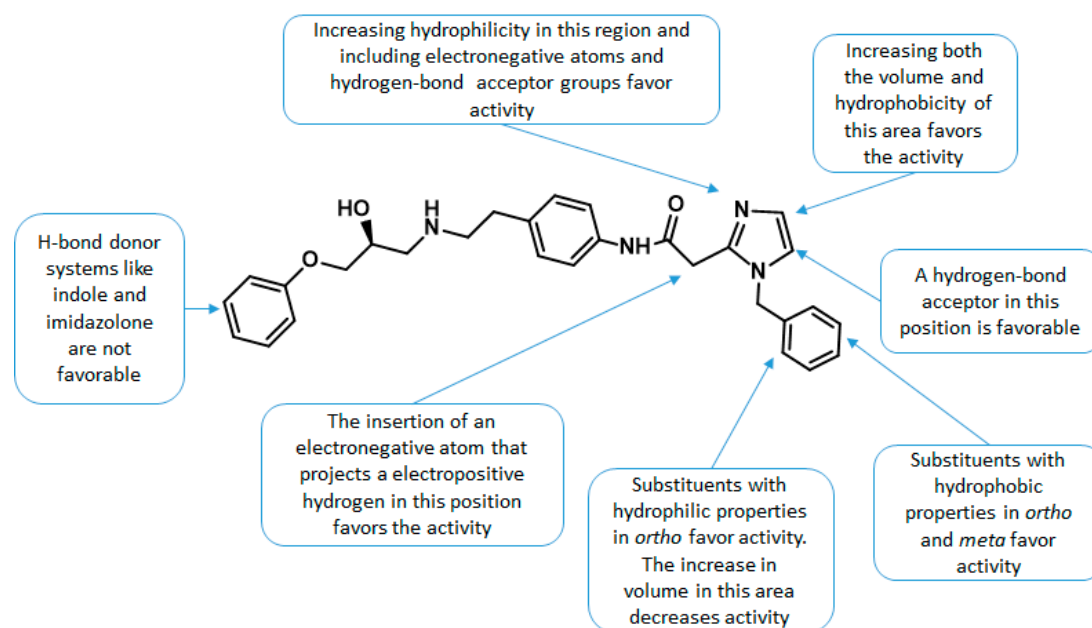 Increasing hydrophilicity in this region and
including electronegative atoms and
hydrogen-bond acceptor groups favor
activity
Increasing both
the volume and
hydrophobicity of
this area favors
the activity
H-bond donor
systems like
indole and
imidazolone
are not
favorable
HO
H
N
O
O
NH
N
N
A hydrogen-bond
acceptor in this
position is favorable
The insertion of an
electronegative atom that
projects a electropositive
hydrogen in this position
favors the activity
Substituents with
hydrophilic properties
in ortho favor activity.
The increase in
volume in this area
decreases activity
Substituents with
hydrophobic
properties in ortho
and meta favor
activity